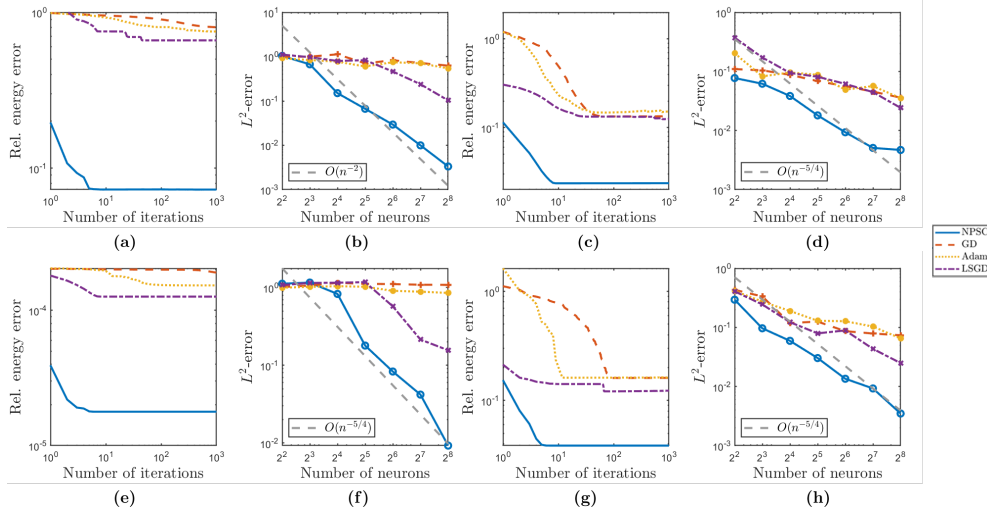 Rel. energy error
10^0
10^-1
10^0 10^1 10^2 10^3
Number of iterations
(a)
L^2-error
10^1
10^0
10^-1
10^-2
10^-3
O(n^-2)
2^2 2^3 2^4 2^5 2^6 2^7 2^8
Number of neurons
(b)
Rel. energy error
10^0
10^-1
10^0 10^1 10^2 10^3
Number of iterations
(c)
L^2-error
10^0
10^-1
10^-2
10^-3
O(n^-5/4)
2^2 2^3 2^4 2^5 2^6 2^7 2^8
Number of neurons
(d)
NPSC
GD
Adam
LSGD
Rel. energy error
10^-4
10^-5
10^0 10^1 10^2 10^3
Number of iterations
(e)
L^2-error
10^0
10^-1
10^-2
O(n^-5/4)
2^2 2^3 2^4 2^5 2^6 2^7 2^8
Number of neurons
(f)
Rel. energy error
10^0
10^-1
10^0 10^1 10^2 10^3
Number of iterations
(g)
L^2-error
10^0
10^-1
10^-2
10^-3
O(n^-5/4)
2^2 2^3 2^4 2^5 2^6 2^7 2^8
Number of neurons
(h)